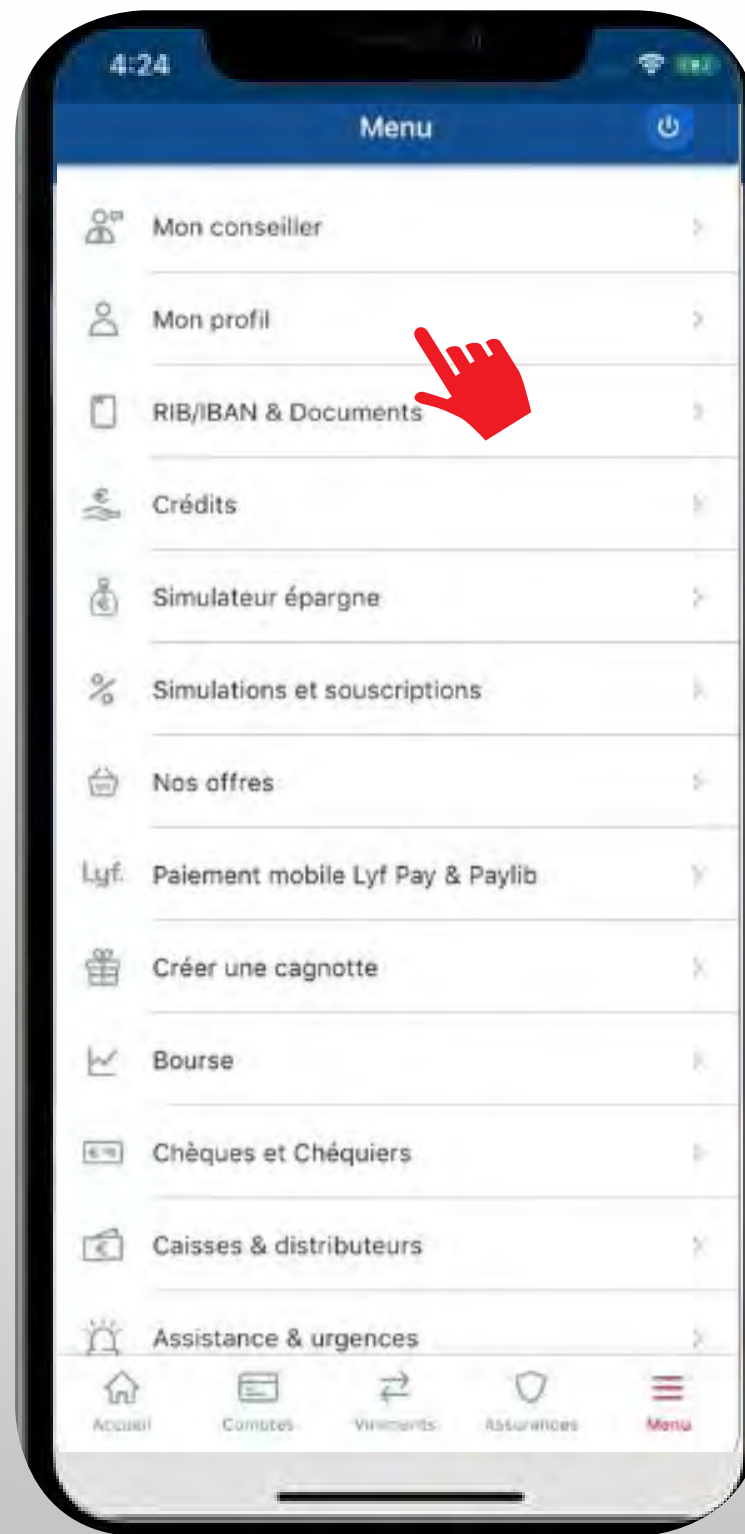 4:24
Menu
Mon conseiller
Mon profil
RIB/IBAN & Documents
Crédits
Simulateur épargne
Simulations et souscriptions
Nos offres
Lyf. Paiement mobile Lyf Pay & Paylib
Créer une cagnotte
Bourse
Chèques et Chéquiers
Caisses & distributeurs
Assistance & urgences
Accueil Comptes Virements Assurances Menu